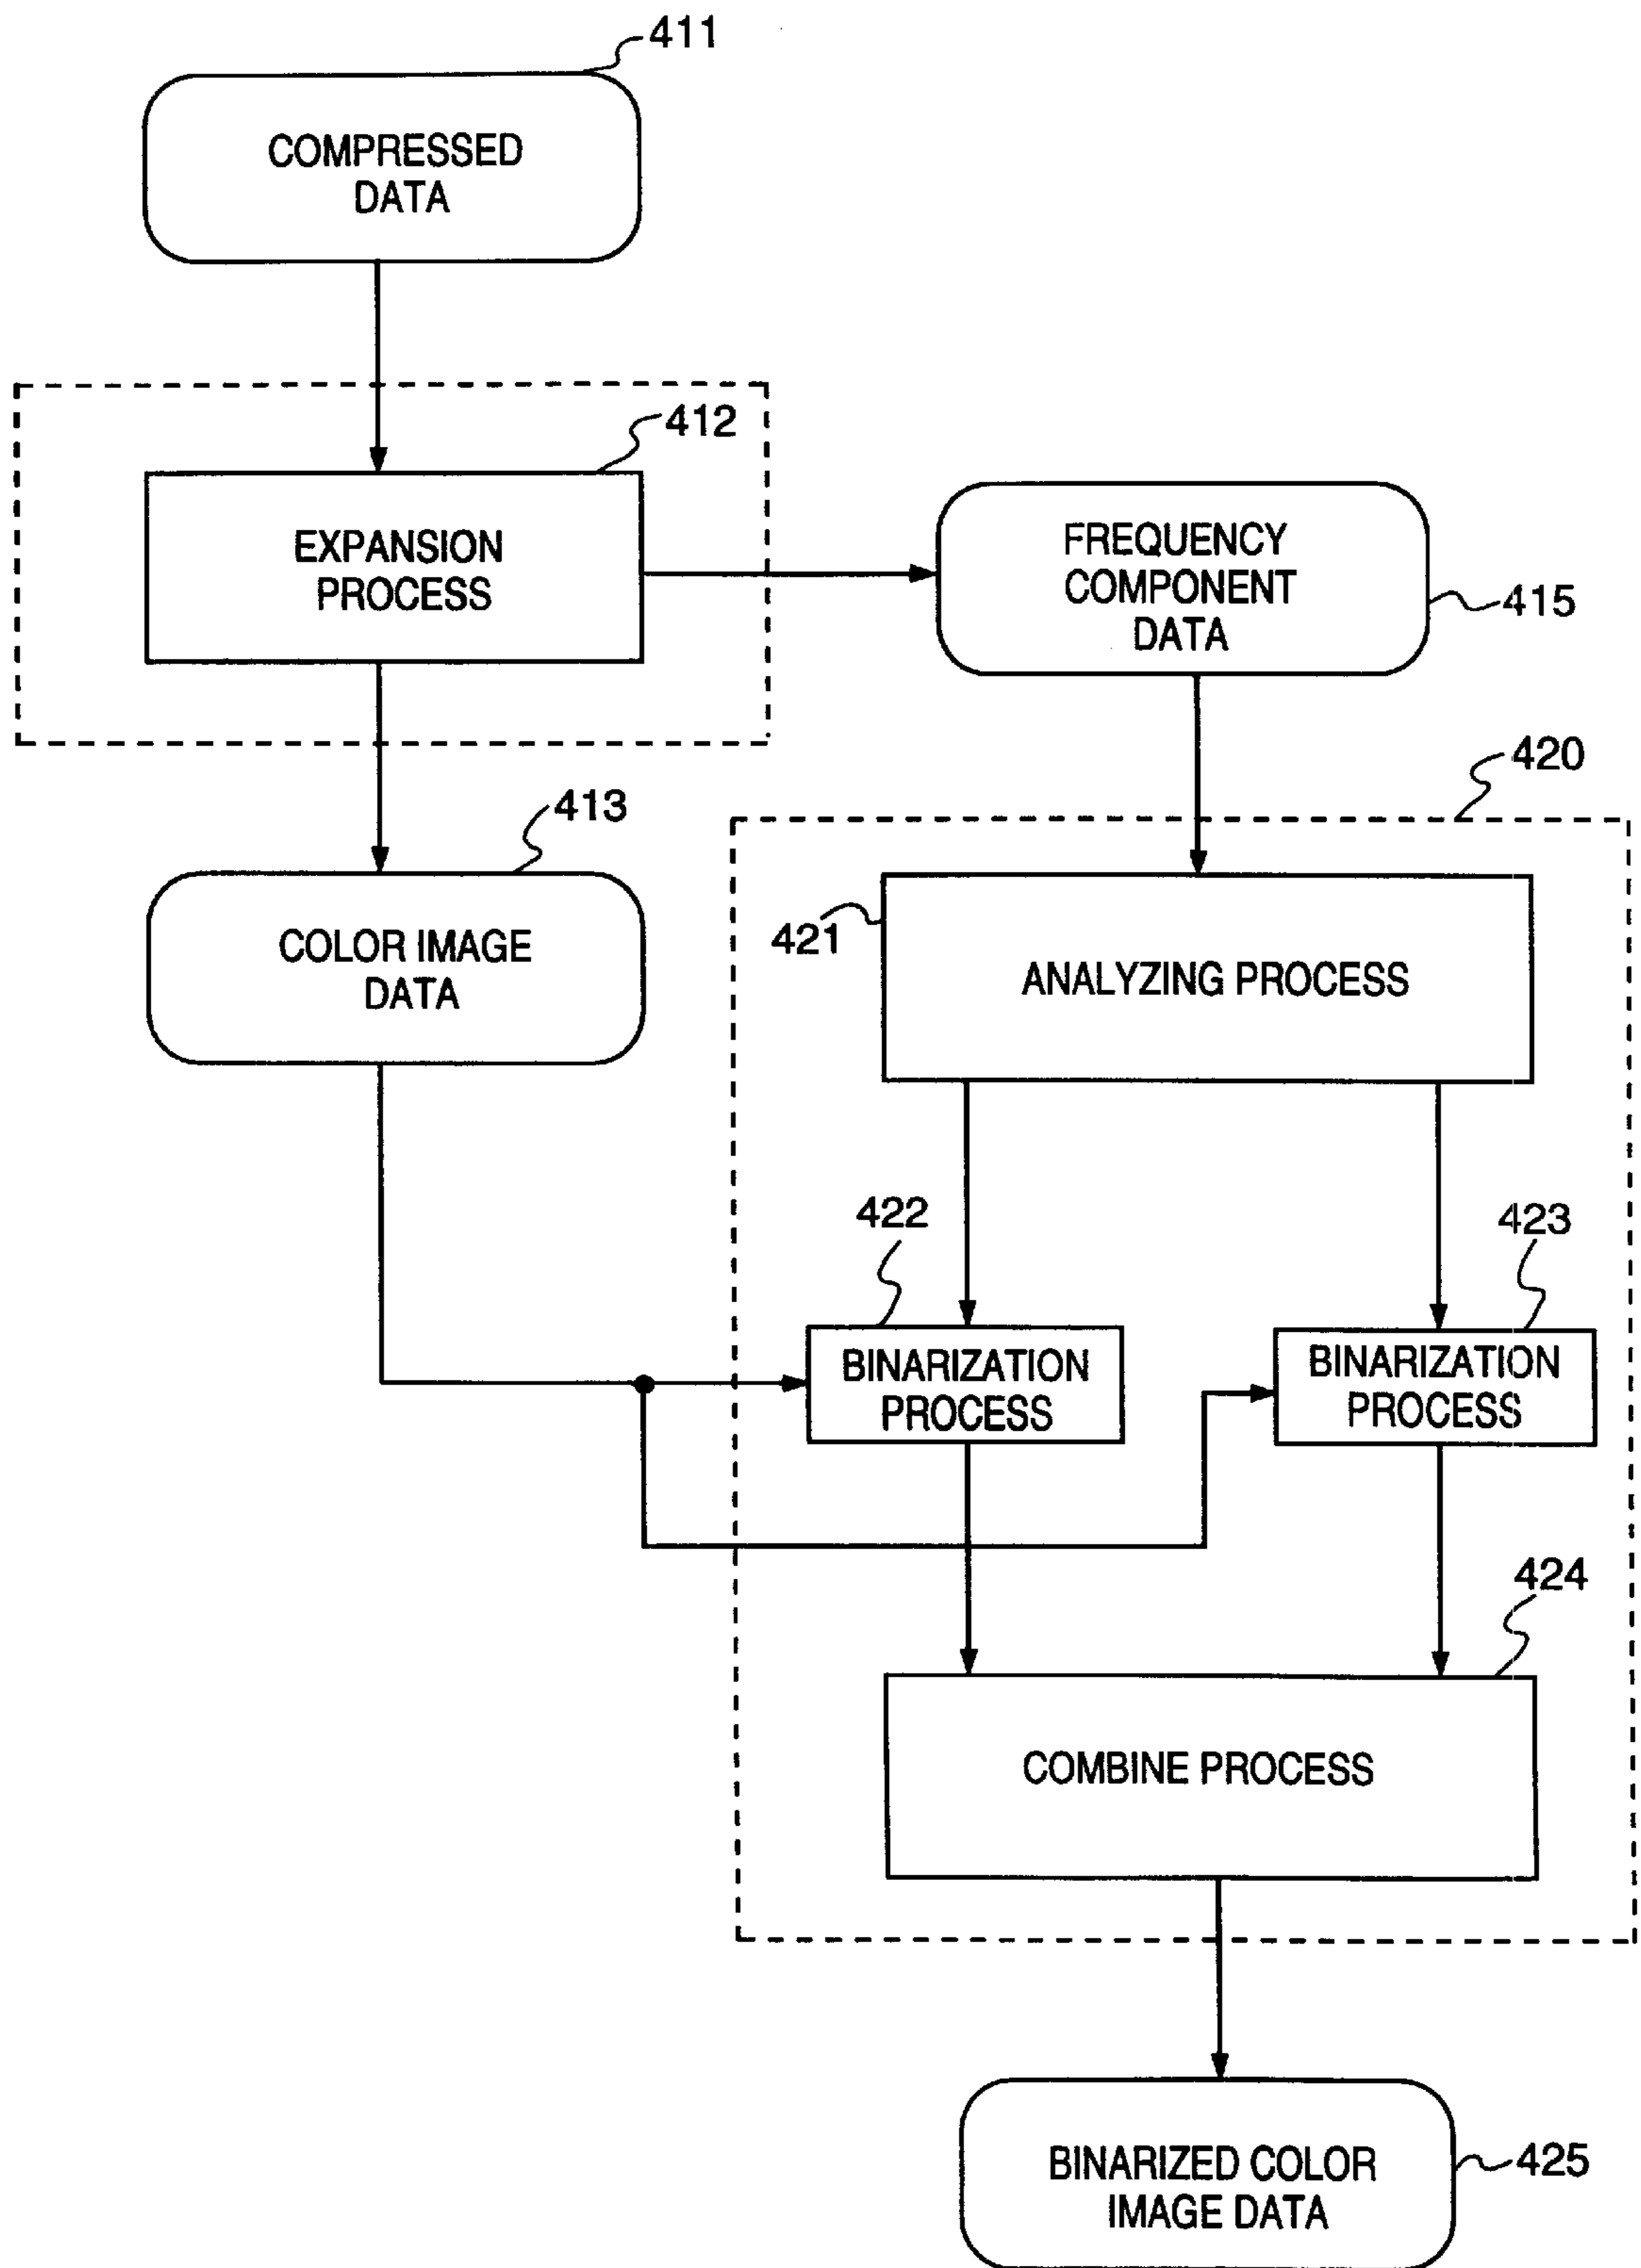 411
COMPRESSED
DATA
412
EXPANSION
PROCESS
FREQUENCY
COMPONENT
DATA
415
420
413
COLOR IMAGE
DATA
421
ANALYZING PROCESS
422
423
BINARIZATION
PROCESS
BINARIZATION
PROCESS
424
COMBINE PROCESS
BINARIZED COLOR
IMAGE DATA
425